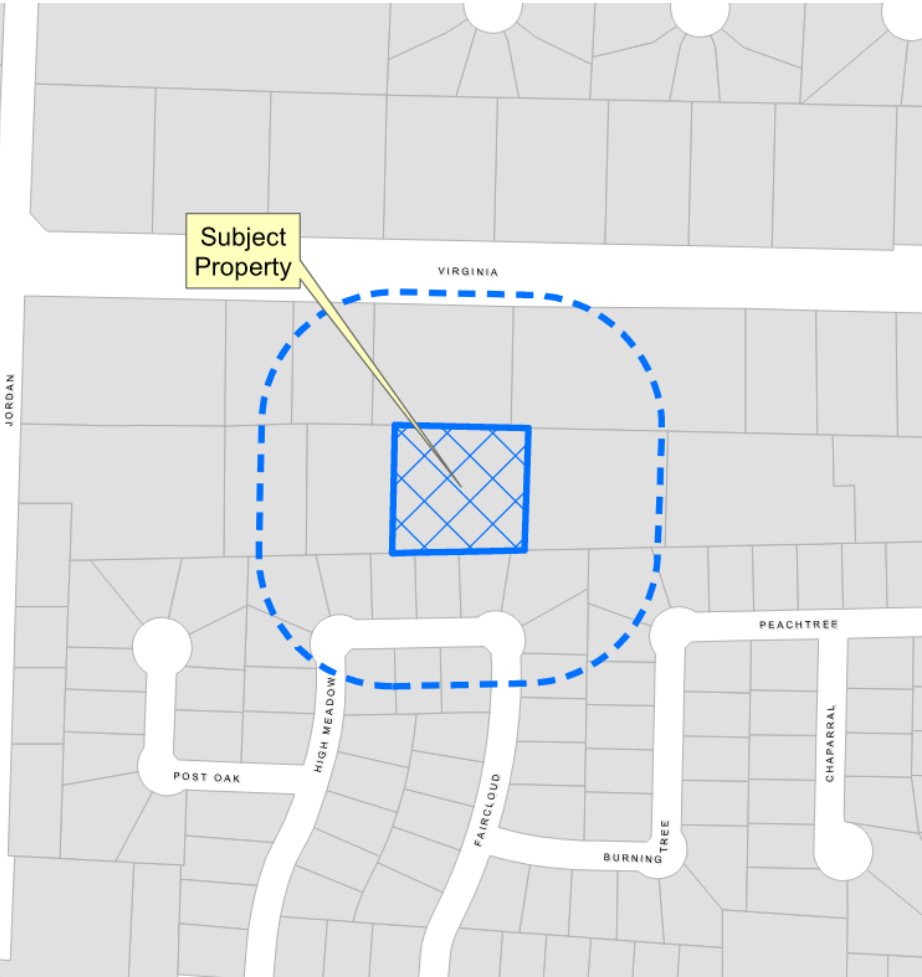 Subject
Property
VIRGINIA
JORDAN
PEACHTREE
HIGH MEADOW
CHAPARRAL
POST OAK
FAIRCLOUD
BURNING
TREE